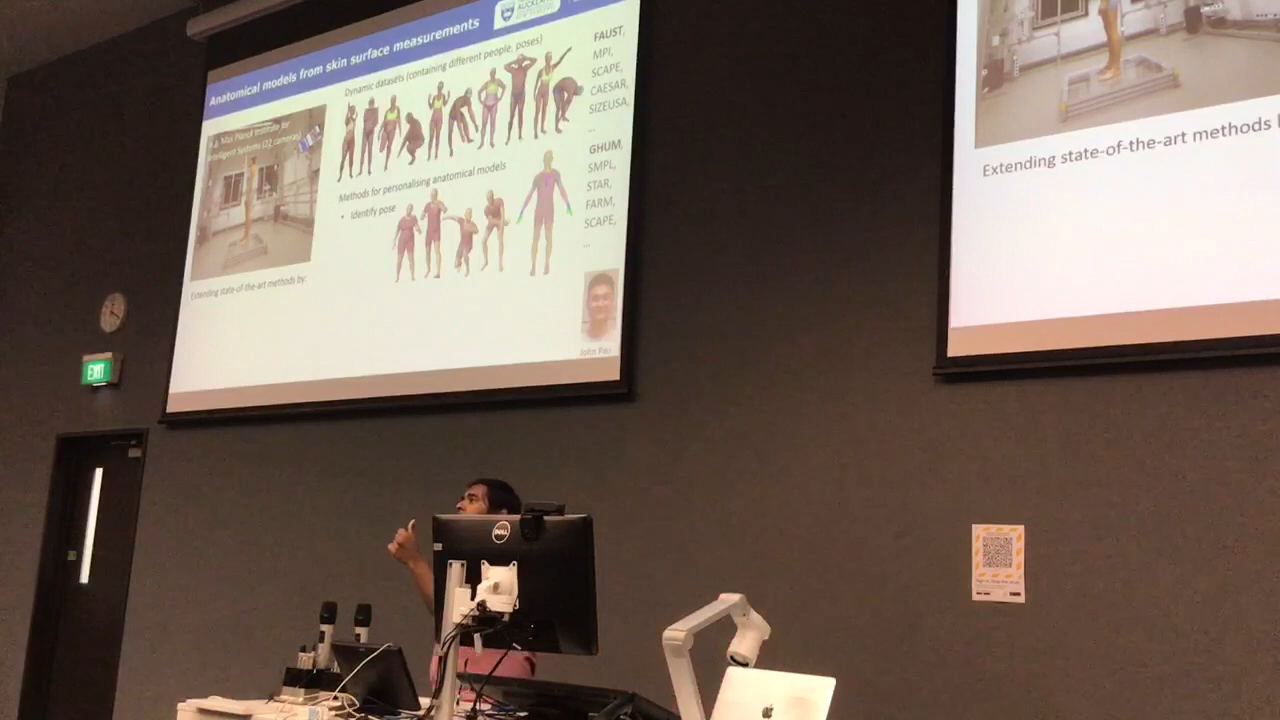 Anatomical models from skin surface measurements
AUCKLAND
e.g. Max Planck Institute for
Intelligent Systems (22 cameras)
Dynamic datasets (containing different people, poses)
FAUST,
MPI,
SCAPE,
CAESAR,
SIZEUSA,
...
Methods for personalising anatomical models
• Identify pose
GHUM,
SMPL,
STAR,
FARM,
SCAPE,
...
Extending state-of-the-art methods by:
John
Extending state-of-the-art methods
EXIT
DELL